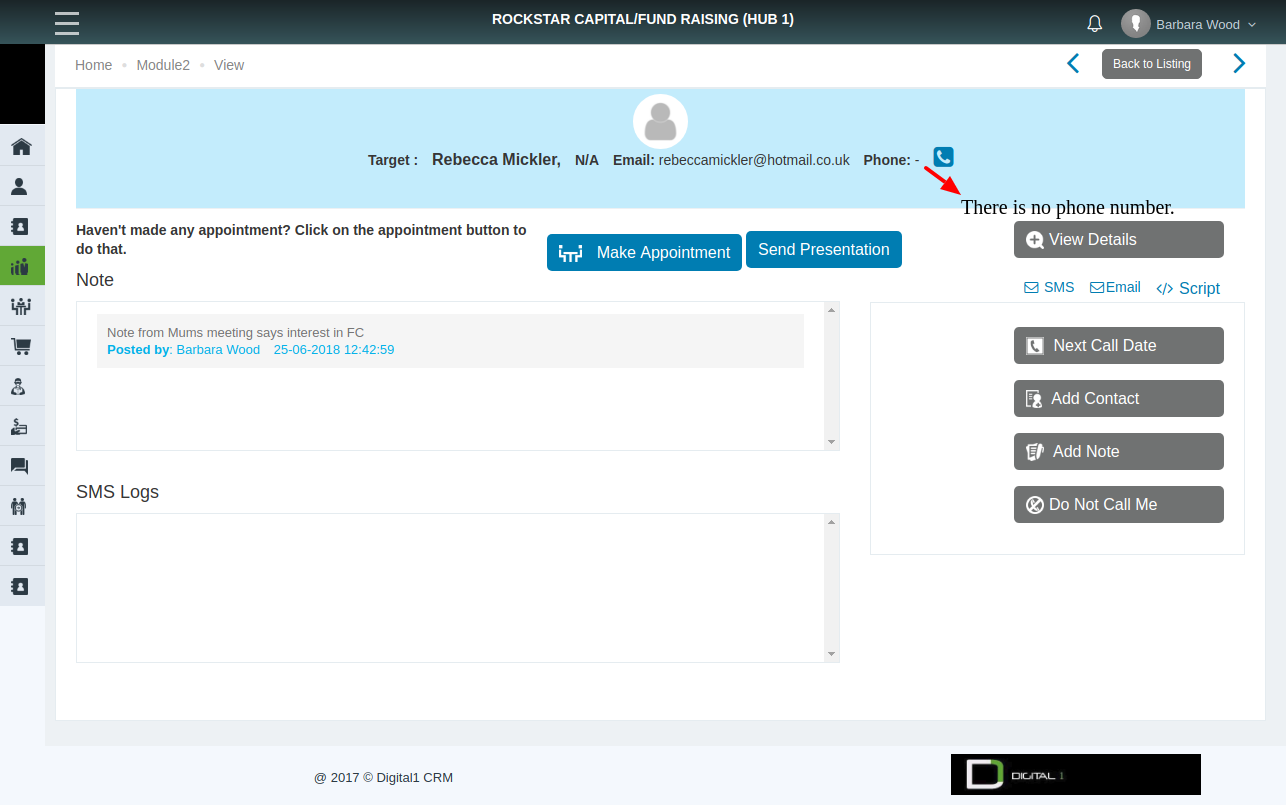 ROCKSTAR CAPITAL/FUND RAISING (HUB 1)
Barbara Wood
Home Module2 View
Back to Listing
Target : Rebecca Mickler, N/A Email: rebeccamickler@hotmail.co.uk Phone: -
There is no phone number.
Haven't made any appointment? Click on the appointment button to
do that.
Make Appointment
Send Presentation
View Details
Note
SMS Email Script
Note from Mums meeting says interest in FC
Posted by: Barbara Wood 25-06-2018 12:42:59
Next Call Date
Add Contact
Add Note
Do Not Call Me
SMS Logs
@ 2017 © Digital1 CRM
DIGITAL 1